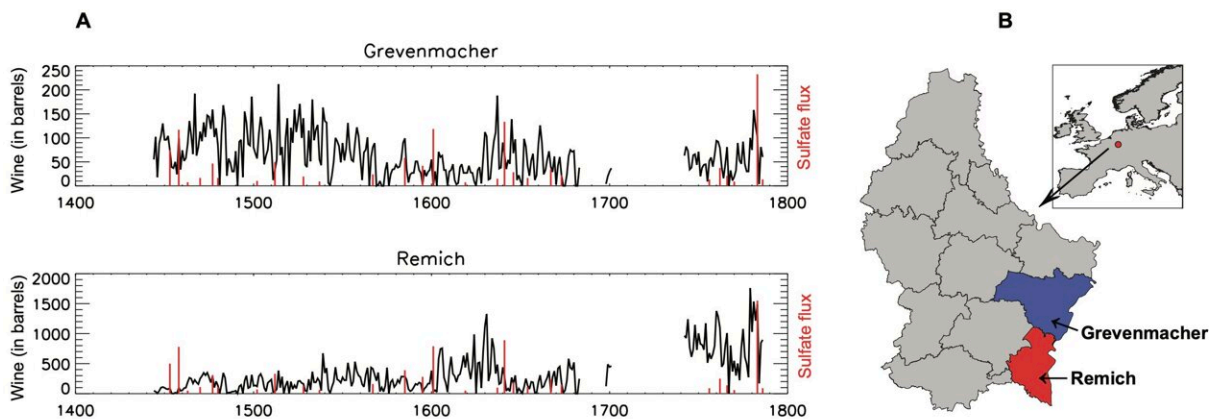 A
Grevenmacher
Wine (in barrels)
250
200
150
100
50
0
Sulfate flux
1400 1500 1600 1700 1800
Remich
Wine (in barrels)
2000
1500
1000
500
0
Sulfate flux
1400 1500 1600 1700 1800
B
Grevenmacher
Remich